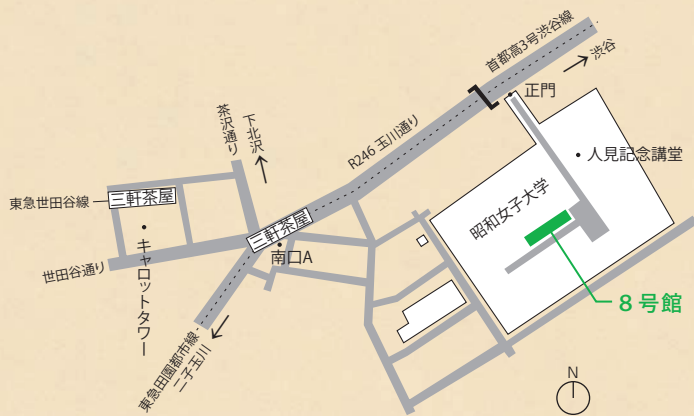 首都高3号渋谷線
渋谷
正門
R246 玉川通り
人見記念講堂
下北沢
茶沢通り
昭和女子大学
三軒茶屋
東急世田谷線
三軒茶屋
南口A
キャロットタワー
世田谷通り
8号館
東急田園都市線
二子玉川
N